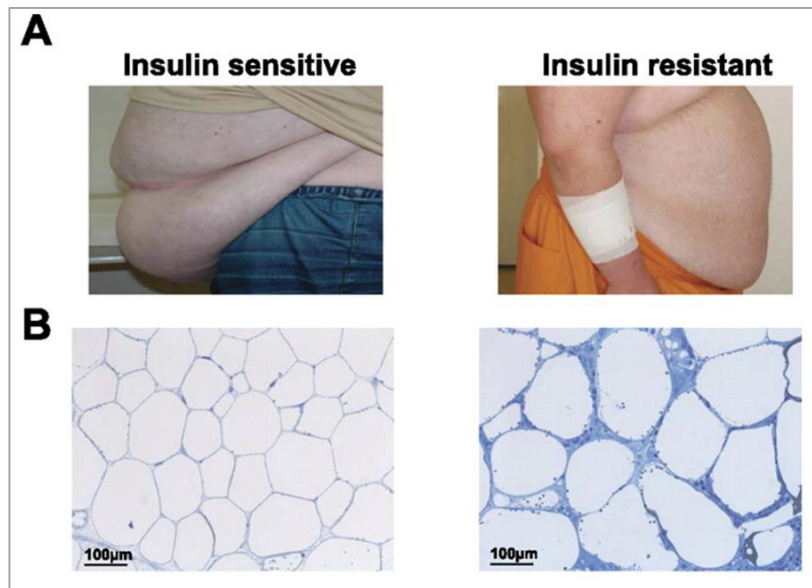 A
Insulin sensitive
Insulin resistant
B
100μm
100μm